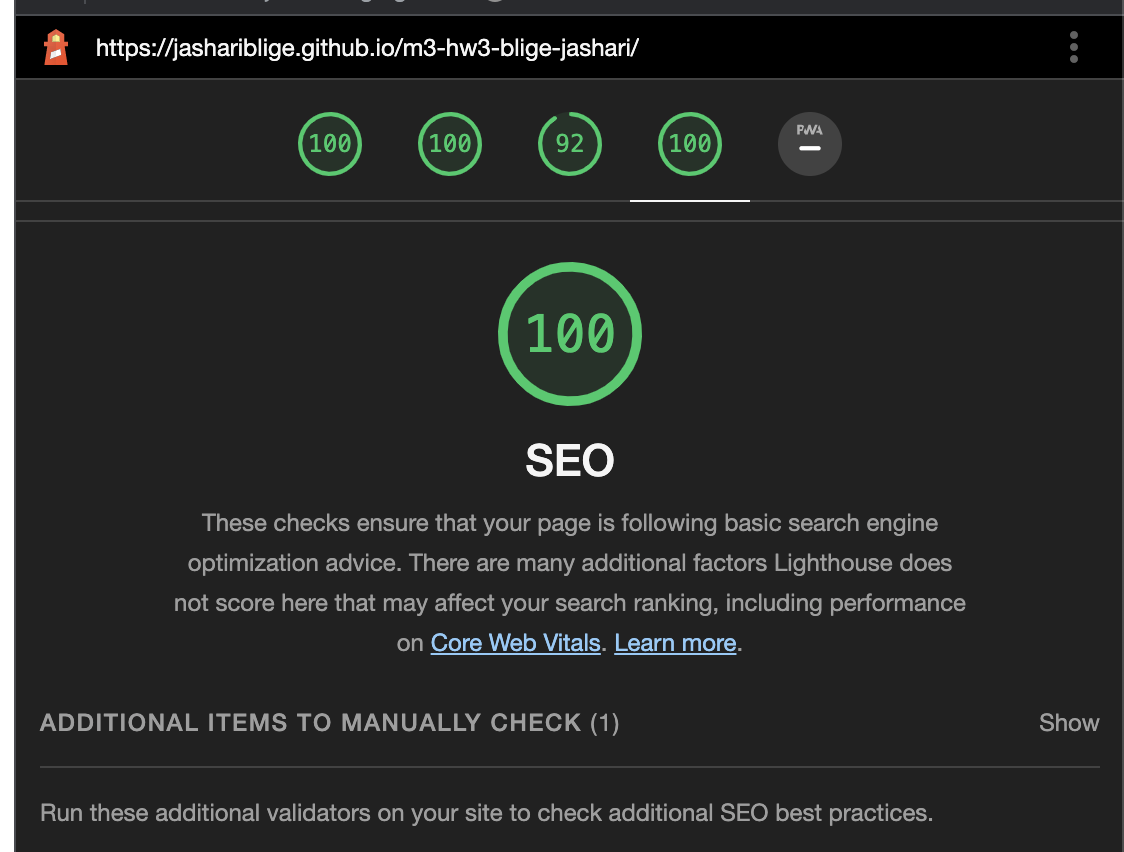 https://jashariblige.github.io/m3-hw3-blige-jashari/
100 100 92 100 PWA
100
SEO
These checks ensure that your page is following basic search engine
optimization advice. There are many additional factors Lighthouse does
not score here that may affect your search ranking, including performance
on Core Web Vitals. Learn more.
ADDITIONAL ITEMS TO MANUALLY CHECK (1) Show
Run these additional validators on your site to check additional SEO best practices.